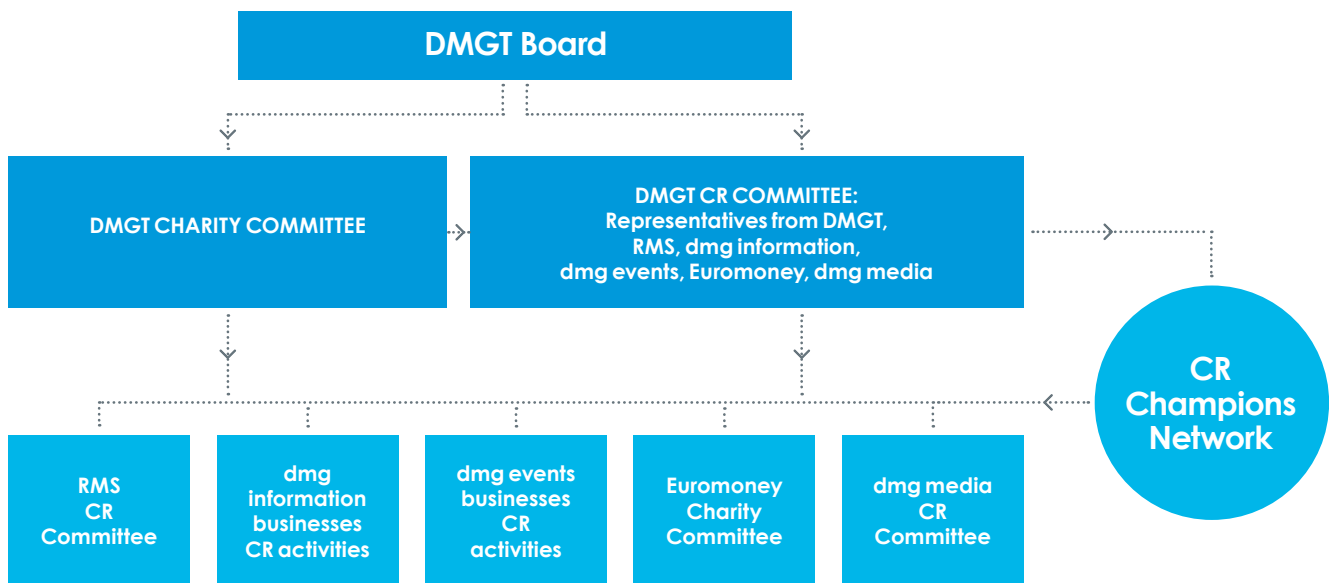 DMGT Board
DMGT CHARITY COMMITTEE
DMGT CR COMMITTEE:
Representatives from DMGT,
RMS, dmg information,
dmg events, Euromoney, dmg media
CR
Champions
Network
RMS
CR
Committee
dmg
information
businesses
CR activities
dmg events
businesses
CR
activities
Euromoney
Charity
Committee
dmg media
CR
Committee